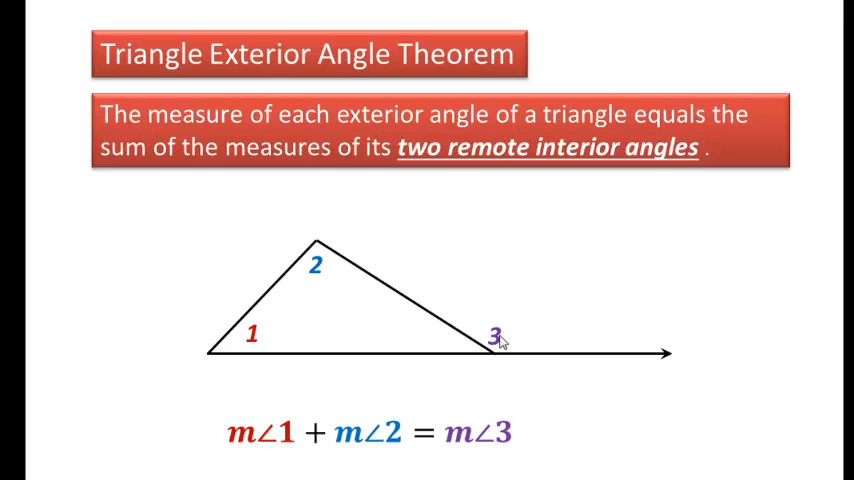 Triangle Exterior Angle Theorem
The measure of each exterior angle of a triangle equals the
sum of the measures of its two remote interior angles .
2
1
3
m∠1 + m∠2 = m∠3